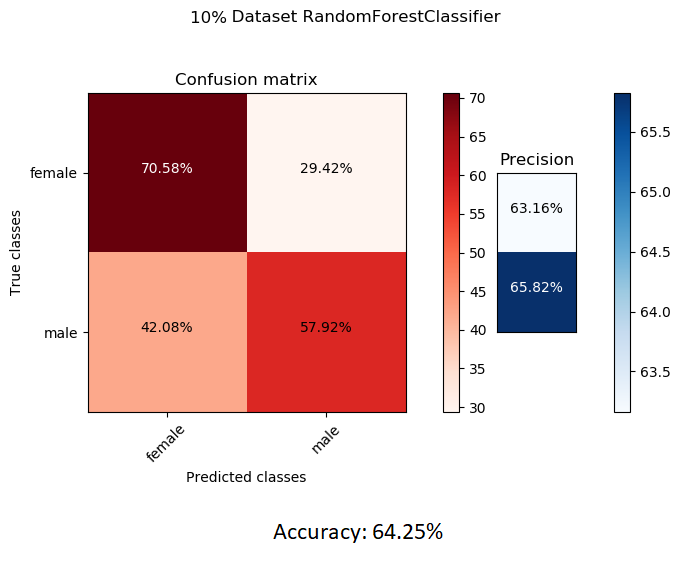 10% Dataset RandomForestClassifier
Confusion matrix
Precision
True classes
female
male
70.58%
29.42%
42.08%
57.92%
female
male
Predicted classes
70
65
60
55
50
45
40
35
30
63.16%
65.82%
65.5
65.0
64.5
64.0
63.5
Accuracy: 64.25%